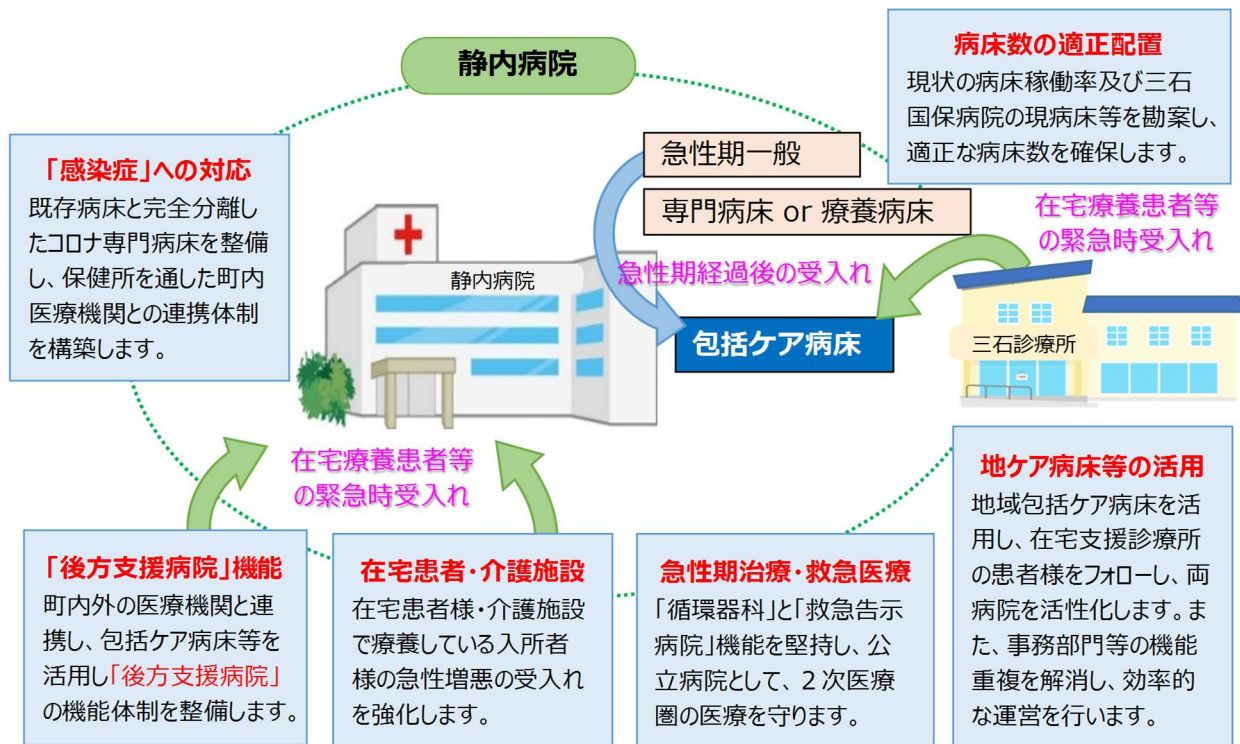 静内病院
病床数の適正配置
現状の病床稼働率及び三石
国保病院の現病床等を勘案し、
適正な病床数を確保します。
「感染症」への対応
既存病床と完全分離し
たコロナ専門病床を整備
し、保健所を通した町内
医療機関との連携体制
を構築します。
急性期一般
専門病床 or 療養病床
在宅療養患者等
の緊急時受入れ
急性期経過後の受入れ
静内病院
包括ケア病床
三石診療所
在宅療養患者等
の緊急時受入れ
「後方支援病院」機能
町内外の医療機関と連
携し、包括ケア病床等を
活用し「後方支援病院」
の機能体制を整備します。
在宅患者・介護施設
在宅患者様・介護施設
で療養している入所者
様の急性増悪の受入れ
を強化します。
急性期治療・救急医療
「循環器科」と「救急告示
病院」機能を堅持し、公
立病院として、２次医療
圏の医療を守ります。
地ケア病床等の活用
地域包括ケア病床を活
用し、在宅支援診療所
の患者様をフォローし、両
病院を活性化します。ま
た、事務部門等の機能
重複を解消し、効率的
な運営を行います。